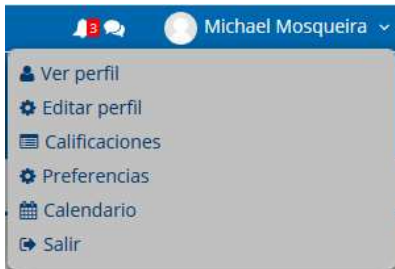 3 Michael Mosqueira
Ver perfil
Editar perfil
Calificaciones
Preferencias
Calendario
Salir